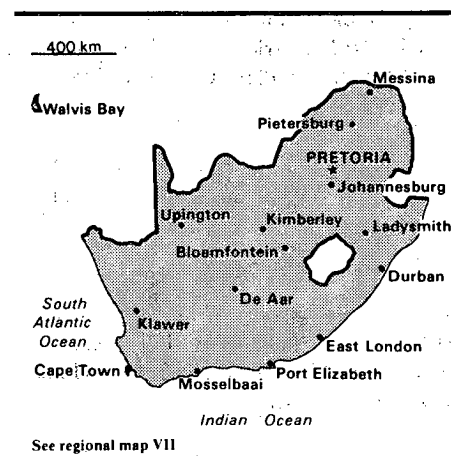 400 km
Messina
Walvis Bay
Pietersburg
PRETORIA
Johannesburg
Upington
Kimberley
Ladysmith
Bloemfontein
Durban
De Aar
South
Atlantic
Ocean
Klawer
East London
Cape Town
Mosselbaai
Port Elizabeth
Indian Ocean
See regional map VII